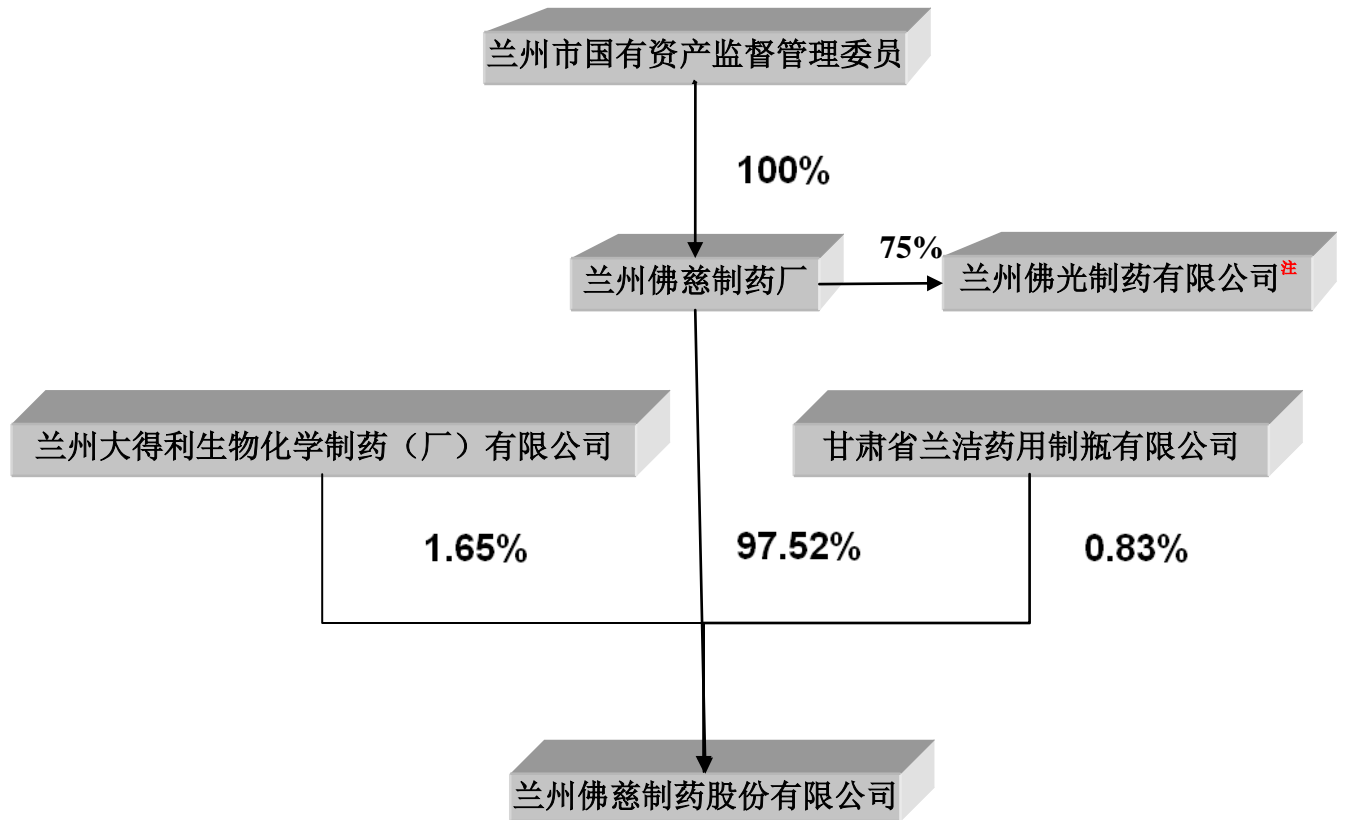 兰州市国有资产监督管理委员
100%
兰州佛慈制药厂
75%
兰州佛光制药有限公司注
兰州大得利生物化学制药（厂）有限公司
甘肃省兰洁药用制瓶有限公司
1.65%
97.52%
0.83%
兰州佛慈制药股份有限公司